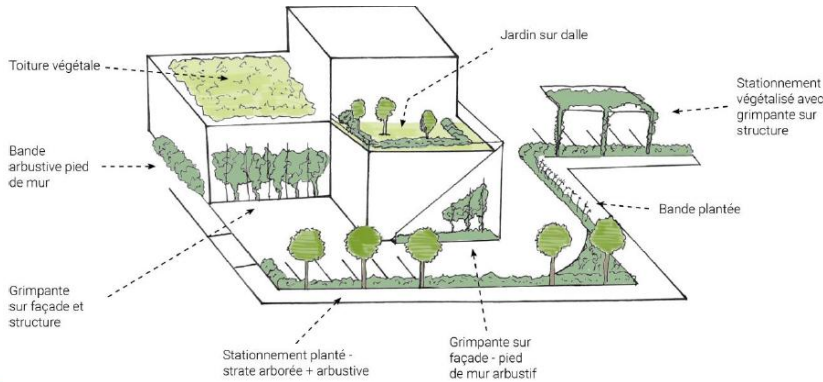 Jardin sur dalle
Toiture végétale
Stationnement
végétalisé avec
grimpante sur
structure
Bande
arbustive pied
de mur
Bande plantée
Grimpante
sur façade et
structure
Stationnement planté -
strate arborée + arbustive
Grimpante sur
façade - pied
de mur arbustif